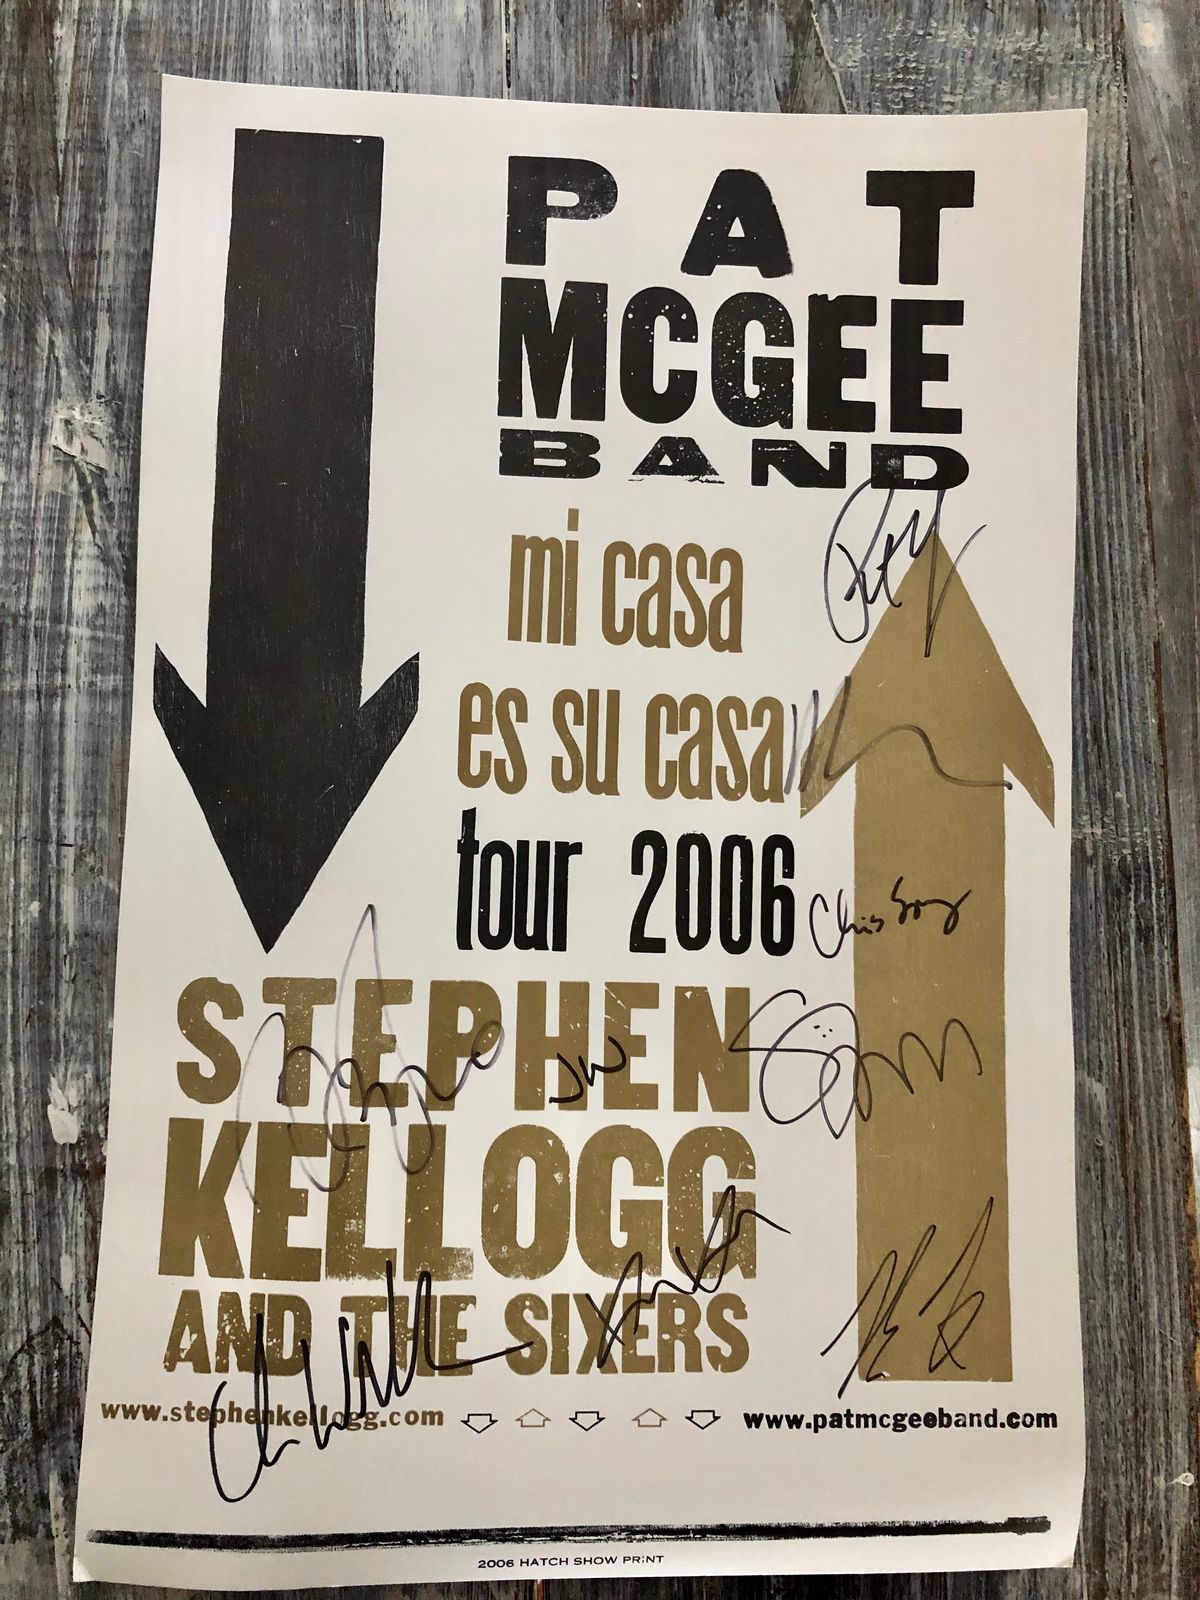 PAT
MCGEE
BAND
mi casa
es su casa
tour 2006
Chris
STEPHEN
JW
KELLOGG
AND THE SIXERS
www.stephenkellogg.com
www.patmcgeeband.com
2006 HATCH SHOW PRINT